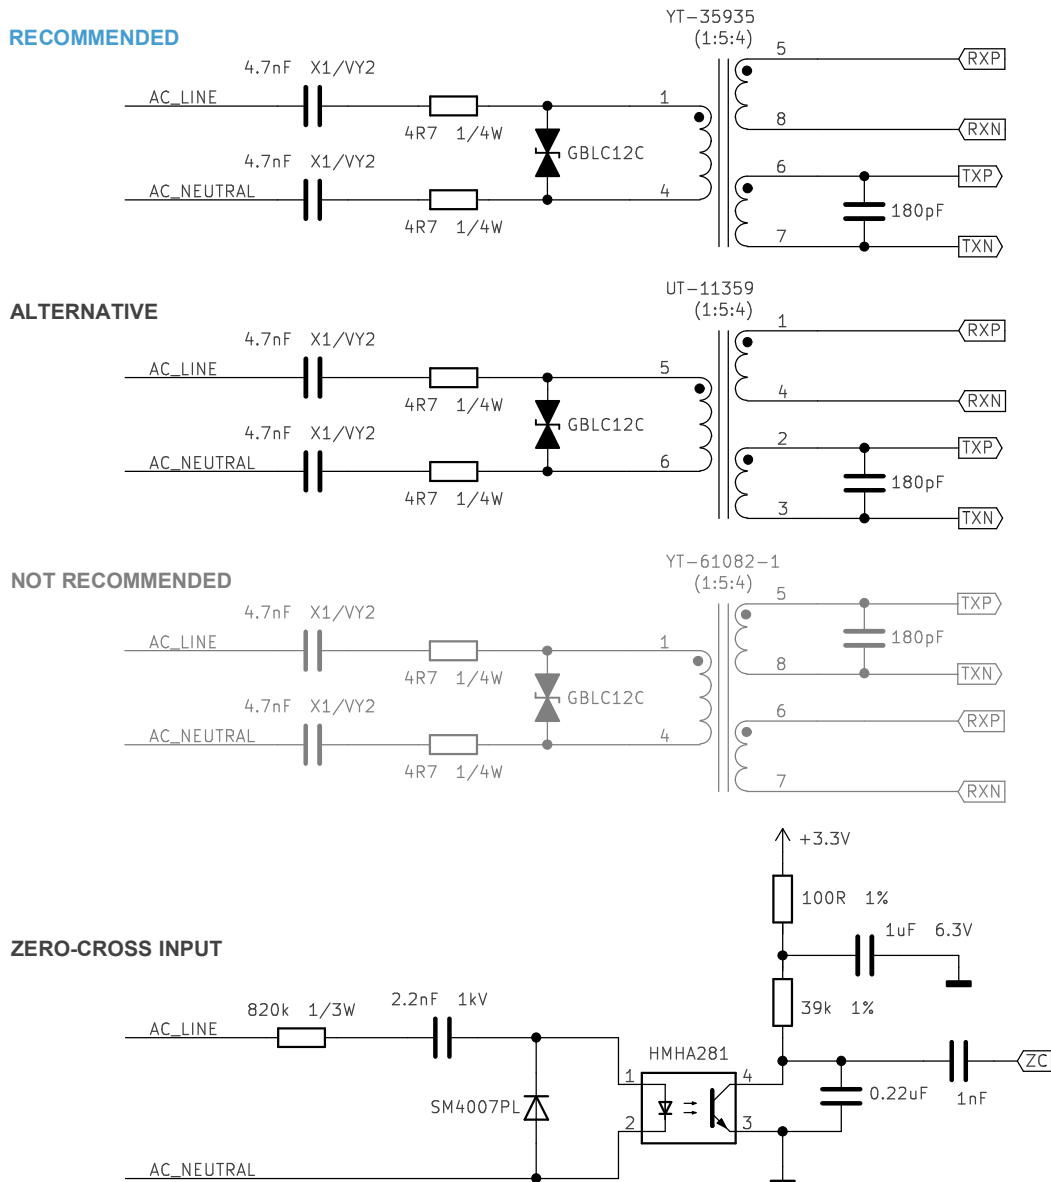 RECOMMENDED
YT-35935
(1:5:4)
4.7nF X1/VY2
AC_LINE
4R7 1/4W
1
5
RXP
8
RXN
GBLC12C
4.7nF X1/VY2
AC_NEUTRAL
4R7 1/4W
4
6
TXP
180pF
7
TXN
ALTERNATIVE
UT-11359
(1:5:4)
4.7nF X1/VY2
AC_LINE
4R7 1/4W
5
1
RXP
4
RXN
GBLC12C
4.7nF X1/VY2
AC_NEUTRAL
4R7 1/4W
6
2
TXP
180pF
3
TXN
NOT RECOMMENDED
YT-61082-1
(1:5:4)
4.7nF X1/VY2
AC_LINE
4R7 1/4W
1
5
TXP
180pF
8
TXN
GBLC12C
4.7nF X1/VY2
AC_NEUTRAL
4R7 1/4W
4
6
RXP
7
RXN
ZERO-CROSS INPUT
+3.3V
100R 1%
1uF 6.3V
39k 1%
820k 1/3W
2.2nF 1kV
AC_LINE
HMHA281
1
4
ZC
SM4007PL
0.22uF
1nF
2
3
AC_NEUTRAL